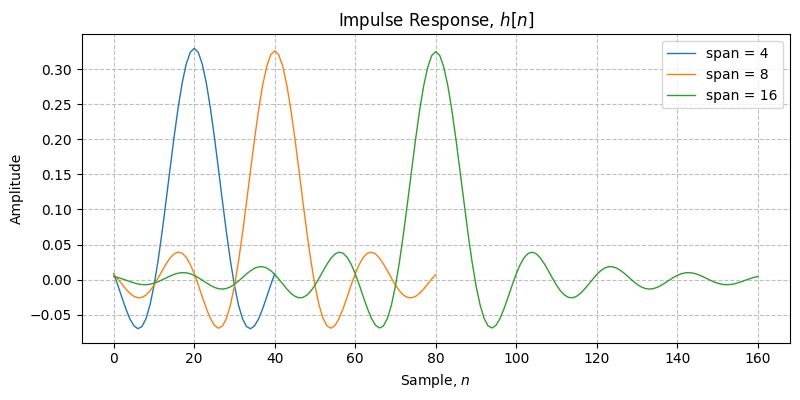 Impulse Response, h[n]
span = 4
span = 8
span = 16
Amplitude
0.30
0.25
0.20
0.15
0.10
0.05
0.00
−0.05
0 20 40 60 80 100 120 140 160
Sample, n